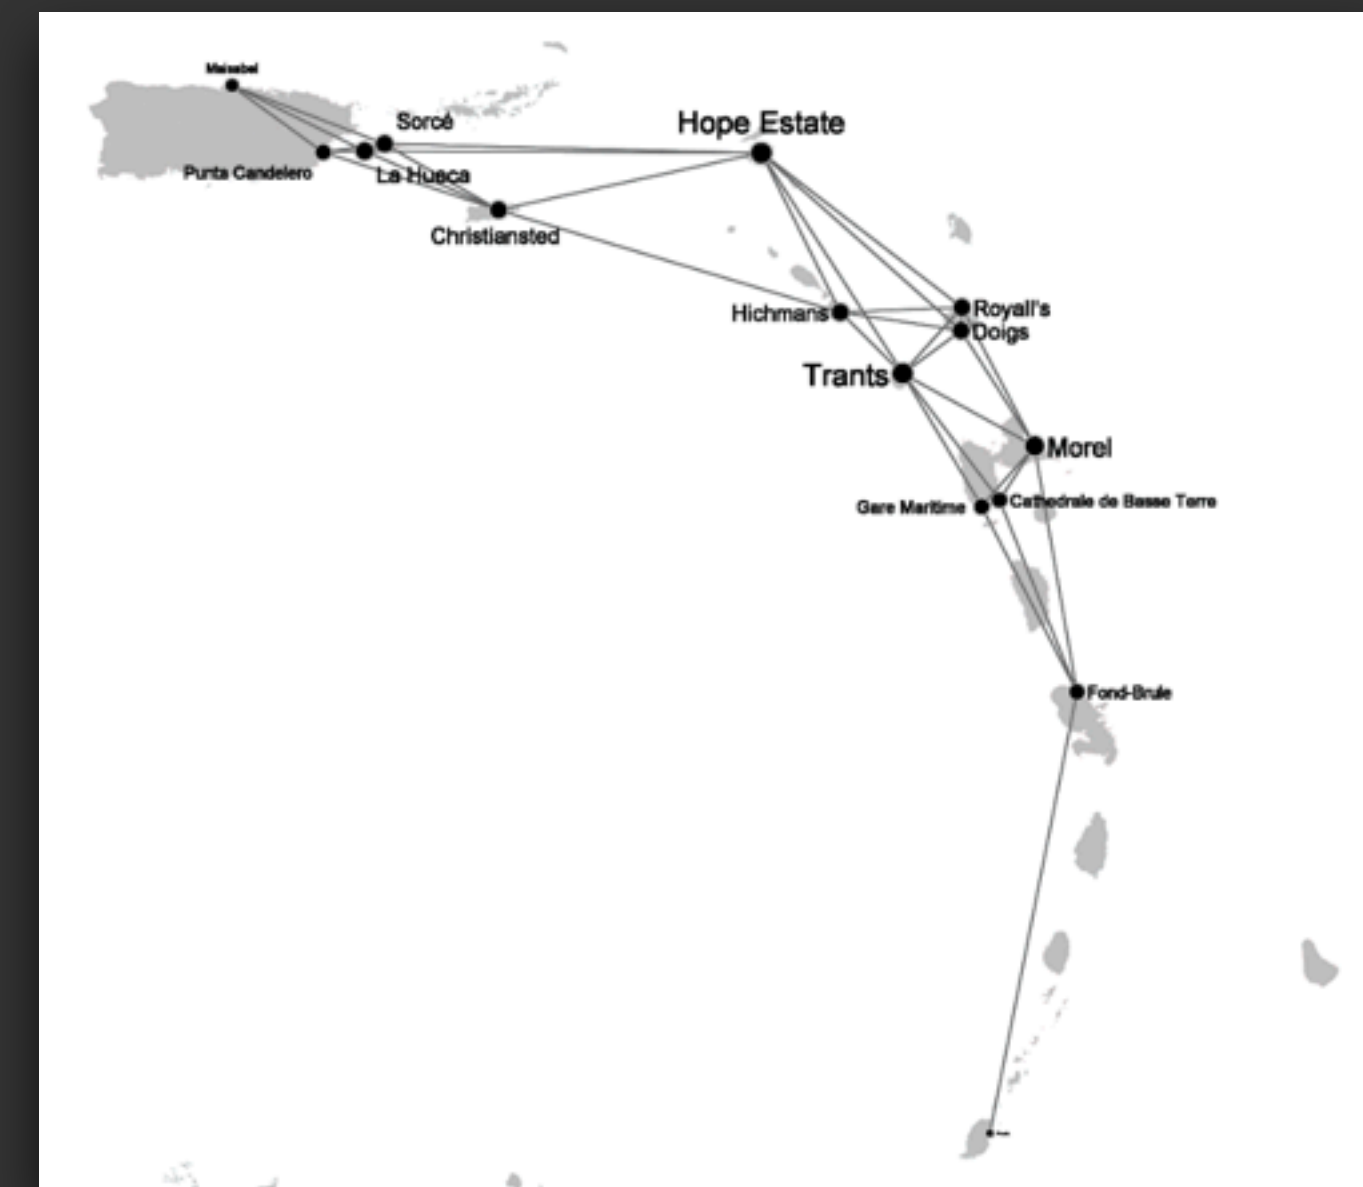 Maisabel
Sorcé
Hope Estate
Punta Candelero
La Hueca
Christiansted
Hichmans
Royall's
Doigs
Trants
Morel
Gare Maritime
Cathedrale de Basse Terre
Fond-Brule